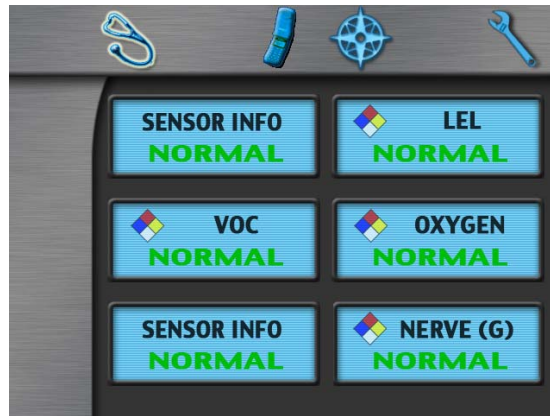 SENSOR INFO
NORMAL
LEL
NORMAL
VOC
NORMAL
OXYGEN
NORMAL
SENSOR INFO
NORMAL
NERVE (G)
NORMAL